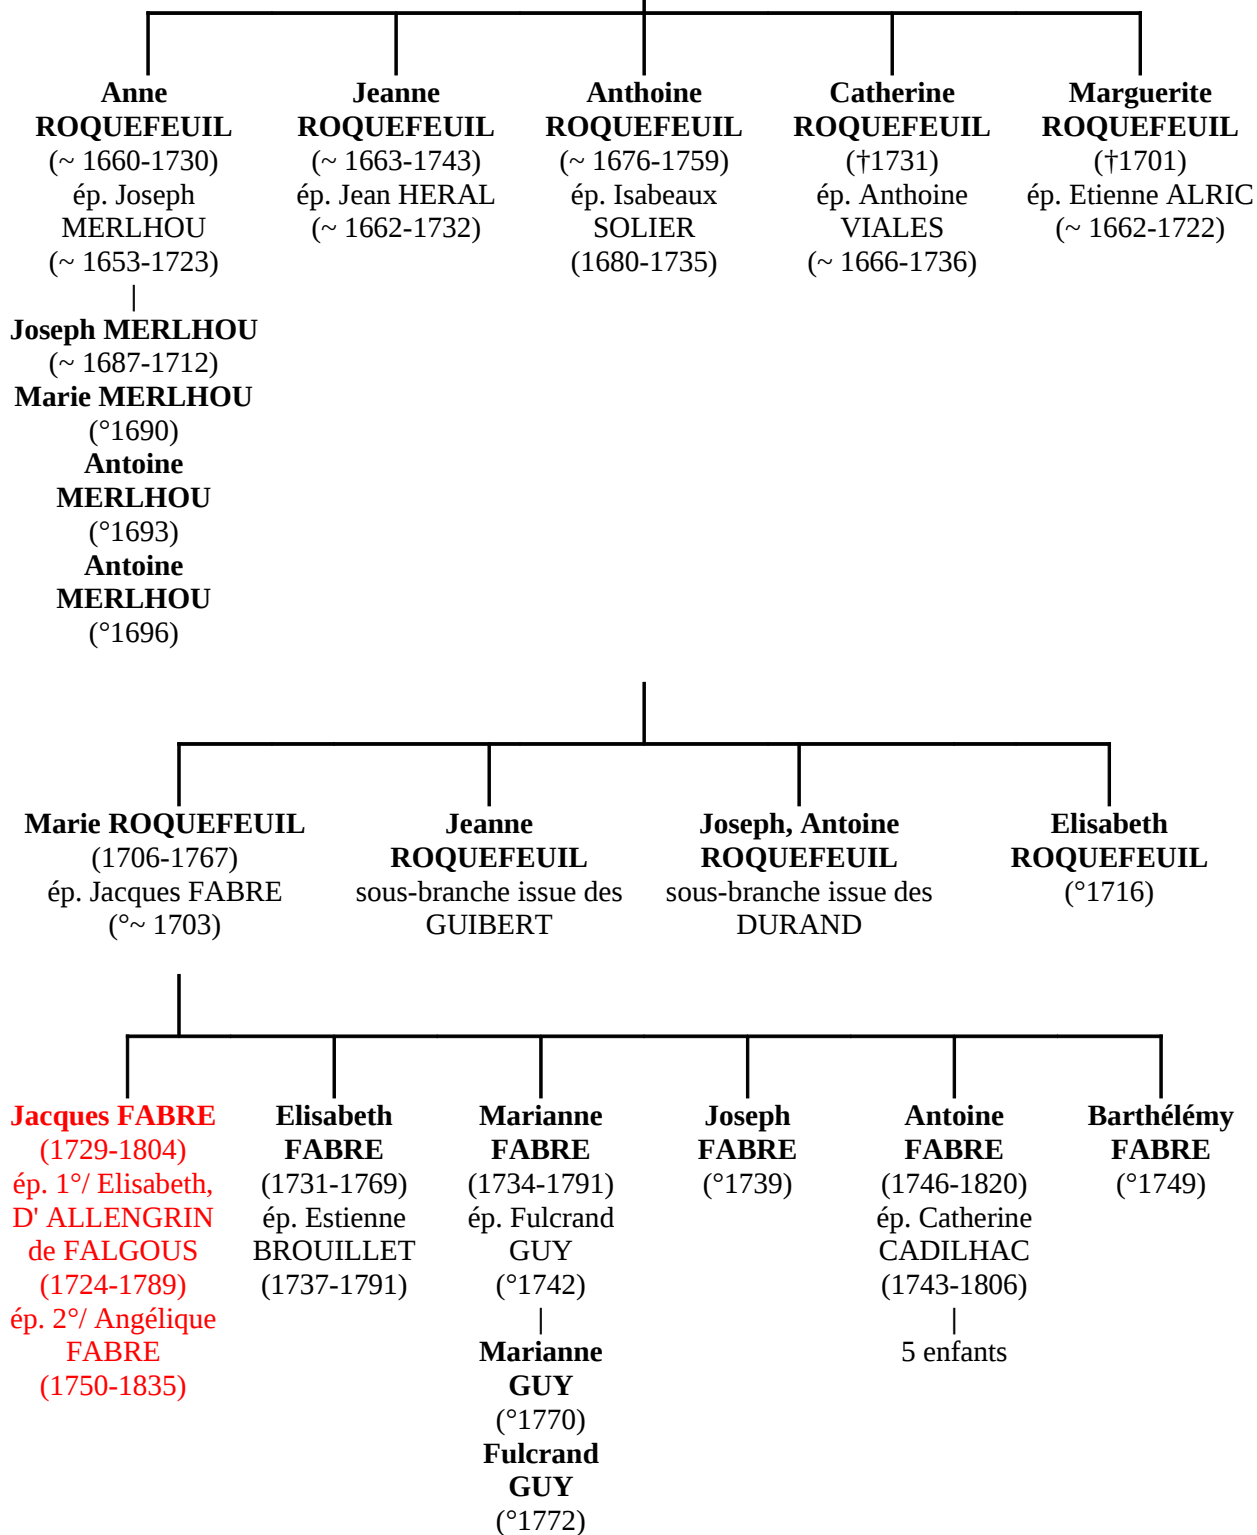 Anne
ROQUEFEUIL
(~ 1660-1730)
ép. Joseph
MERLHOU
(~ 1653-1723)
|
Joseph MERLHOU
(~ 1687-1712)
Marie MERLHOU
(°1690)
Antoine
MERLHOU
(°1693)
Antoine
MERLHOU
(°1696)
Jeanne
ROQUEFEUIL
(~ 1663-1743)
ép. Jean HERAL
(~ 1662-1732)
Anthoine
ROQUEFEUIL
(~ 1676-1759)
ép. Isabeaux
SOLIER
(1680-1735)
Catherine
ROQUEFEUIL
(†1731)
ép. Anthoine
VIALES
(~ 1666-1736)
Marguerite
ROQUEFEUIL
(†1701)
ép. Etienne ALRIC
(~ 1662-1722)
Marie ROQUEFEUIL
(1706-1767)
ép. Jacques FABRE
(°~ 1703)
Jeanne
ROQUEFEUIL
sous-branche issue des
GUIBERT
Joseph, Antoine
ROQUEFEUIL
sous-branche issue des
DURAND
Elisabeth
ROQUEFEUIL
(°1716)
Jacques FABRE
(1729-1804)
ép. 1°/ Elisabeth,
D' ALLENGRIN
de FALGOUS
(1724-1789)
ép. 2°/ Angélique
FABRE
(1750-1835)
Elisabeth
FABRE
(1731-1769)
ép. Estienne
BROUILLET
(1737-1791)
Marianne
FABRE
(1734-1791)
ép. Fulcrand
GUY
(°1742)
|
Marianne
GUY
(°1770)
Fulcrand
GUY
(°1772)
Joseph
FABRE
(°1739)
Antoine
FABRE
(1746-1820)
ép. Catherine
CADILHAC
(1743-1806)
|
5 enfants
Barthélémy
FABRE
(°1749)